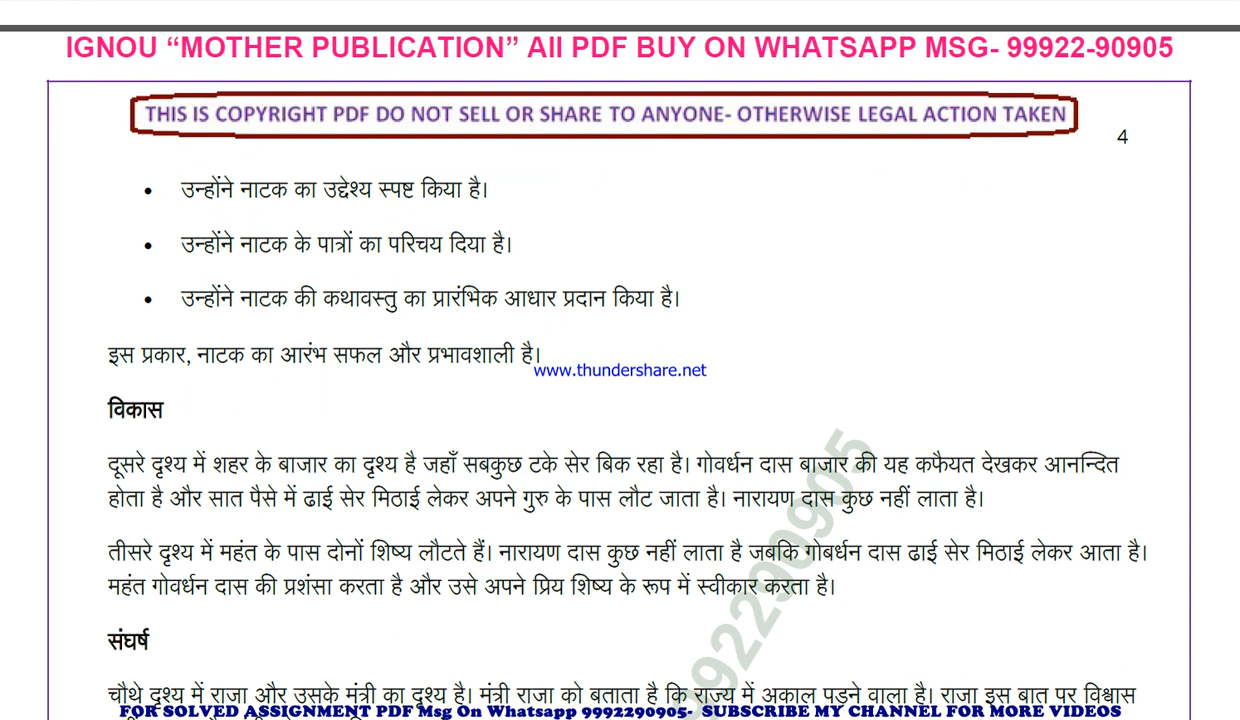 IGNOU “MOTHER PUBLICATION” All PDF BUY ON WHATSAPP MSG- 99922-90905
THIS IS COPYRIGHT PDF DO NOT SELL OR SHARE TO ANYONE- OTHERWISE LEGAL ACTION TAKEN
4
• उन्होंने नाटक का उद्देश्य स्पष्ट किया है।
• उन्होंने नाटक के पात्रों का परिचय दिया है।
• उन्होंने नाटक की कथावस्तु का प्रारंभिक आधार प्रदान किया है।
इस प्रकार, नाटक का आरंभ सफल और प्रभावशाली है।
www.thundershare.net
विकास
दूसरे दृश्य में शहर के बाजार का दृश्य है जहाँ सबकुछ टके सेर बिक रहा है। गोवर्धन दास बाजार की यह कफैयत देखकर आनन्दित
होता है और सात पैसे में ढाई सेर मिठाई लेकर अपने गुरु के पास लौट जाता है। नारायण दास कुछ नहीं लाता है।
तीसरे दृश्य में महंत के पास दोनों शिष्य लौटते हैं। नारायण दास कुछ नहीं लाता है जबकि गोबर्धन दास ढाई सेर मिठाई लेकर आता है।
महंत गोवर्धन दास की प्रशंसा करता है और उसे अपने प्रिय शिष्य के रूप में स्वीकार करता है।
संघर्ष
चौथे दृश्य में राजा और उसके मंत्री का दृश्य है। मंत्री राजा को बताता है कि राज्य में अकाल पड़ने वाला है। राजा इस बात पर विश्वास
FOR SOLVED ASSIGNMENT PDF Msg On Whatsapp 9992290905- SUBSCRIBE MY CHANNEL FOR MORE VIDEOS